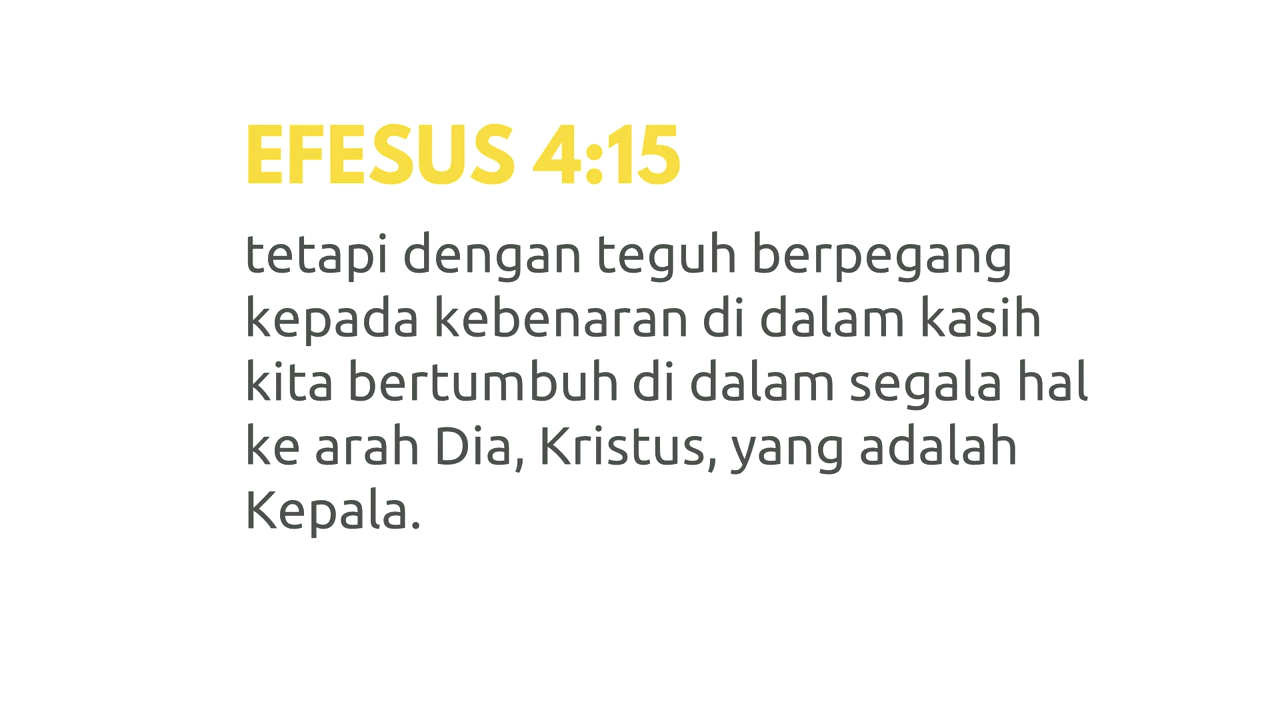 EFESUS 4:15
tetapi dengan teguh berpegang
kepada kebenaran di dalam kasih
kita bertumbuh di dalam segala hal
ke arah Dia, Kristus, yang adalah
Kepala.